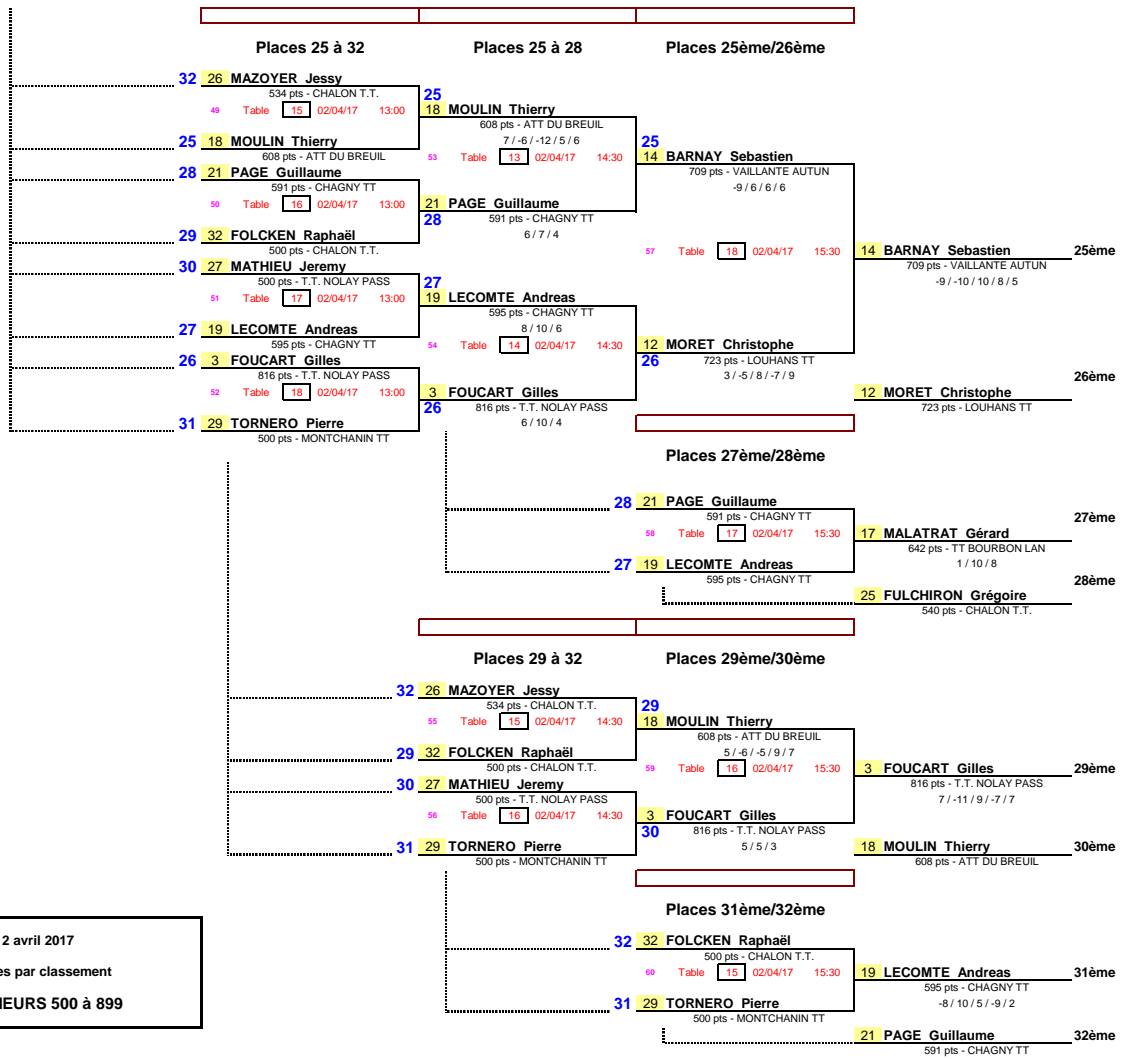 Places 25 à 32 Places 25 à 28 Places 25ème/26ème
32 26 MAZOYER Jessy
534 pts - CHALON T.T.
49 Table 15 02/04/17 13:00
25 18 MOULIN Thierry
608 pts - ATT DU BREUIL
28 21 PAGE Guillaume
591 pts - CHAGNY TT
50 Table 16 02/04/17 13:00
29 32 FOLCKEN Raphaël
500 pts - CHALON T.T.
30 27 MATHIEU Jeremy
500 pts - T.T. NOLAY PASS
51 Table 17 02/04/17 13:00
27 19 LECOMTE Andreas
595 pts - CHAGNY TT
26 3 FOUCART Gilles
816 pts - T.T. NOLAY PASS
52 Table 18 02/04/17 13:00
31 29 TORNERO Pierre
500 pts - MONTCHANIN TT
25
18 MOULIN Thierry
608 pts - ATT DU BREUIL
7 / -6 / -12 / 5 / 6
53 Table 13 02/04/17 14:30
21 PAGE Guillaume
28 591 pts - CHAGNY TT
6 / 7 / 4
27
19 LECOMTE Andreas
595 pts - CHAGNY TT
8 / 10 / 6
54 Table 14 02/04/17 14:30
3 FOUCART Gilles
26 816 pts - T.T. NOLAY PASS
6 / 10 / 4
25
14 BARNAY Sebastien
709 pts - VAILLANTE AUTUN
-9 / 6 / 6 / 6
57 Table 18 02/04/17 15:30
12 MORET Christophe
26 723 pts - LOUHANS TT
3 / -5 / 8 / -7 / 9
14 BARNAY Sebastien 25ème
709 pts - VAILLANTE AUTUN
-9 / -10 / 10 / 8 / 5
26ème
12 MORET Christophe
723 pts - LOUHANS TT
Places 27ème/28ème
28 21 PAGE Guillaume
591 pts - CHAGNY TT
58 Table 17 02/04/17 15:30
27 19 LECOMTE Andreas
595 pts - CHAGNY TT
27ème
17 MALATRAT Gérard
642 pts - TT BOURBON LAN
1 / 10 / 8
28ème
25 FULCHIRON Grégoire
540 pts - CHALON T.T.
Places 29 à 32 Places 29ème/30ème
32 26 MAZOYER Jessy
534 pts - CHALON T.T.
55 Table 15 02/04/17 14:30
29 32 FOLCKEN Raphaël
500 pts - CHALON T.T.
30 27 MATHIEU Jeremy
500 pts - T.T. NOLAY PASS
56 Table 16 02/04/17 14:30
31 29 TORNERO Pierre
500 pts - MONTCHANIN TT
29
18 MOULIN Thierry
608 pts - ATT DU BREUIL
5 / -6 / -5 / 9 / 7
59 Table 16 02/04/17 15:30
3 FOUCART Gilles
30 816 pts - T.T. NOLAY PASS
5 / 5 / 3
3 FOUCART Gilles 29ème
816 pts - T.T. NOLAY PASS
7 / -11 / 9 / -7 / 7
18 MOULIN Thierry 30ème
608 pts - ATT DU BREUIL
Places 31ème/32ème
32 32 FOLCKEN Raphaël
500 pts - CHALON T.T.
60 Table 15 02/04/17 15:30
31 29 TORNERO Pierre
500 pts - MONTCHANIN TT
19 LECOMTE Andreas 31ème
595 pts - CHAGNY TT
-8 / 10 / 5 / -9 / 2
21 PAGE Guillaume 32ème
591 pts - CHAGNY TT
2 avril 2017
es par classement
IEURS 500 à 899